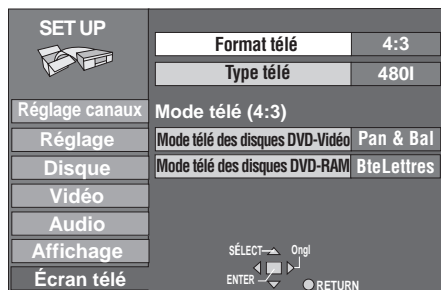 SET UP
Format télé 4:3
Type télé 480I
Réglage canaux
Mode télé (4:3)
Réglage
Mode télé des disques DVD-Vidéo Pan & Bal
Disque
Mode télé des disques DVD-RAM BteLettres
Vidéo
Audio
Affichage
Écran télé
SÉLECT Ongl
ENTER RETURN